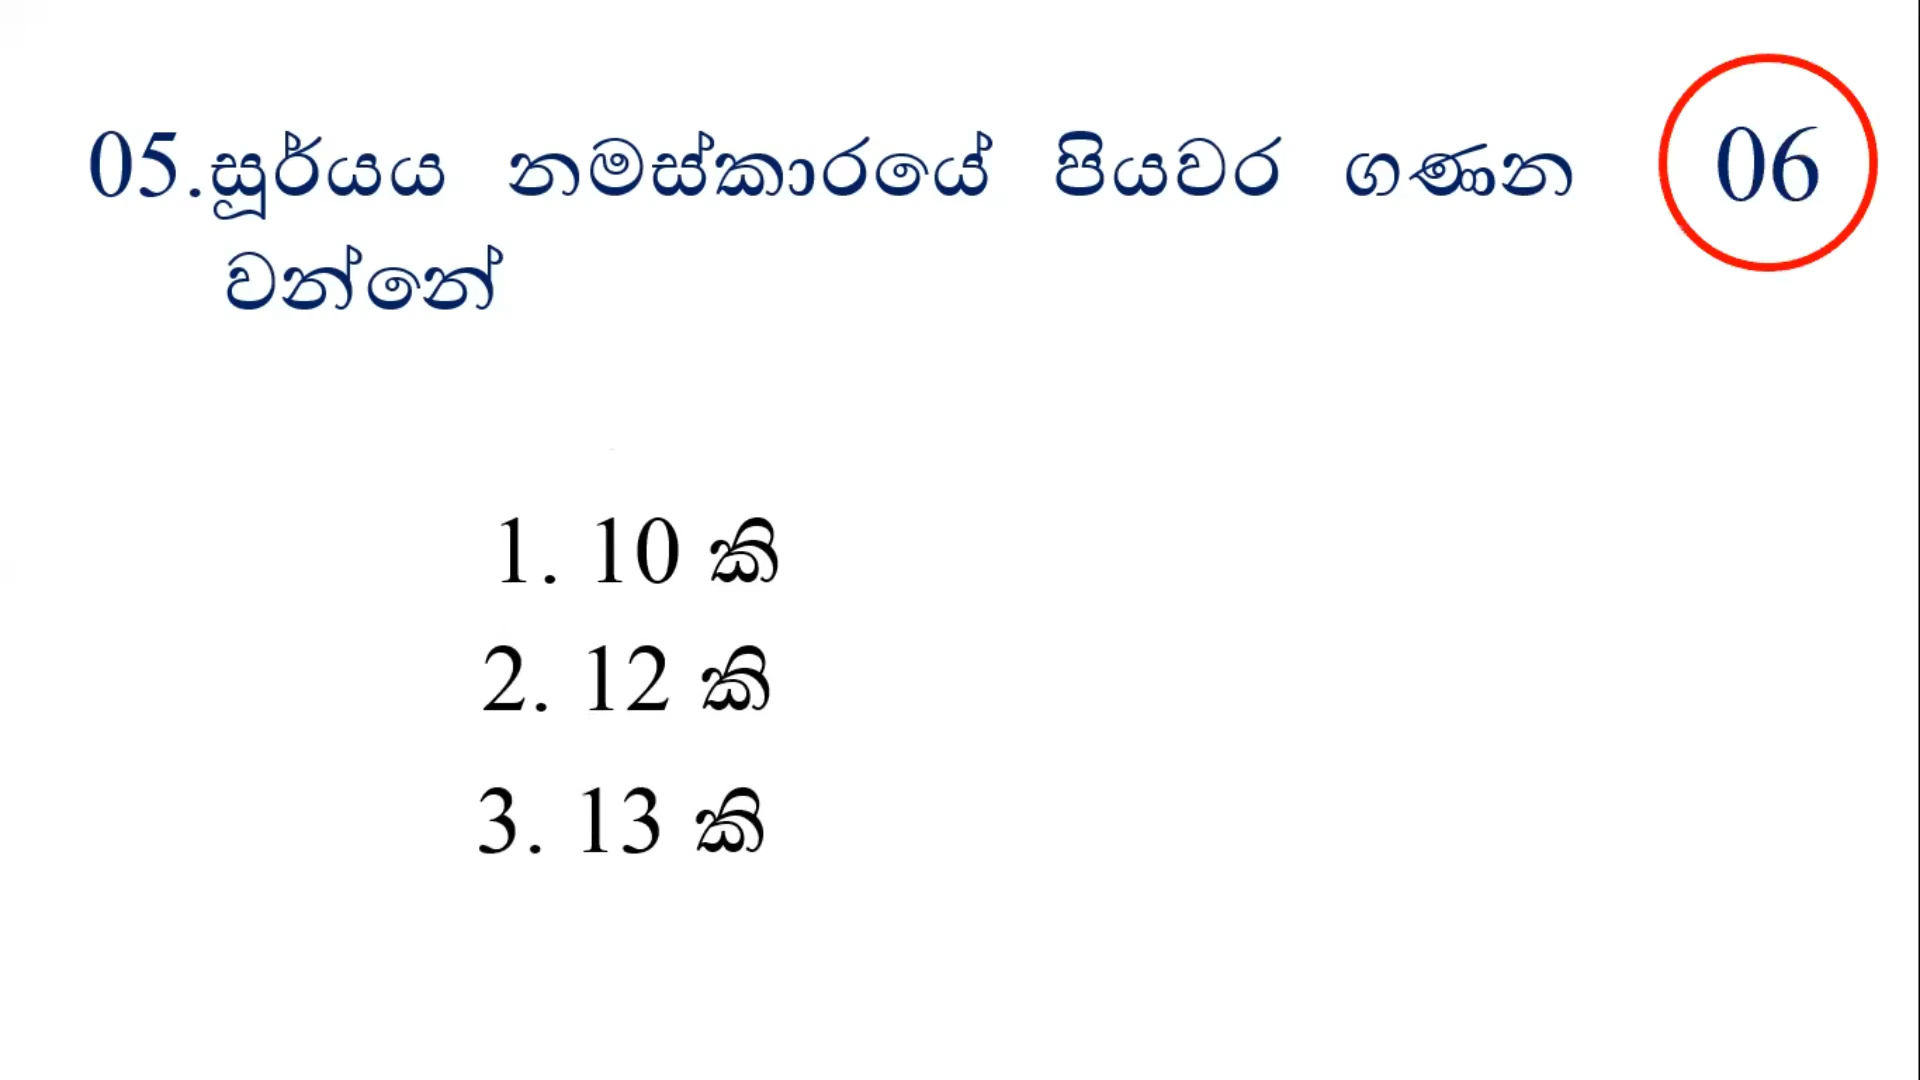 05.සූර්යය නමස්කාරයේ පියවර ගණන
වන්නේ
06
1. 10 කි
2. 12 කි
3. 13 කි